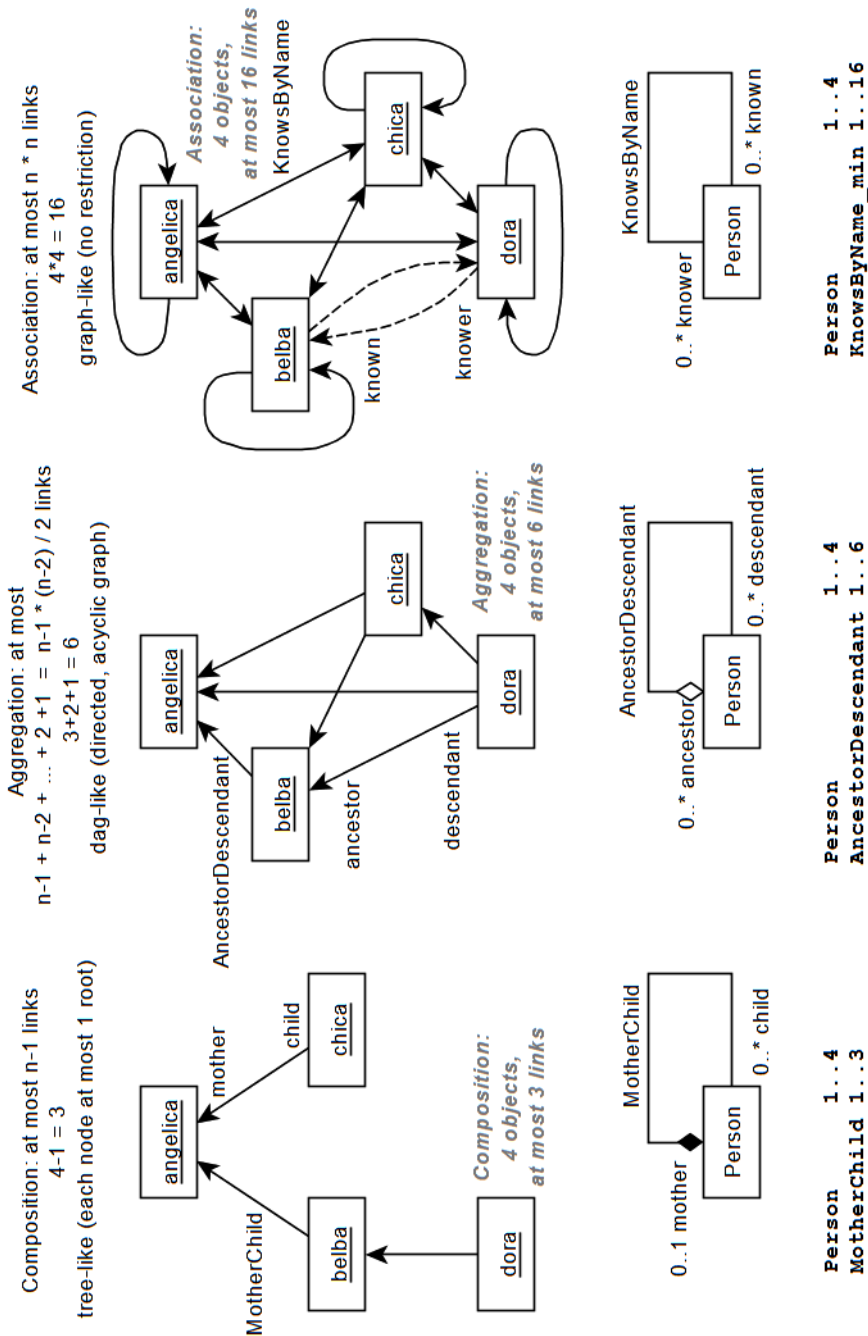 Composition: at most n-1 links
4-1 = 3
tree-like (each node at most 1 root)
angelica
MotherChild
mother
child
belba
chica
dora
Composition:
4 objects,
at most 3 links
MotherChild
0..1 mother
Person
0..* child
Person 1..4
MotherChild 1..3
Aggregation: at most
n-1 + n-2 + ... + 2 +1 = n-1 * (n-2) / 2 links
3+2+1 = 6
dag-like (directed, acyclic graph)
angelica
AncestorDescendant
belba
chica
ancestor
descendant
dora
Aggregation:
4 objects,
at most 6 links
AncestorDescendant
0..* ancestor
Person
0..* descendant
Person 1..4
AncestorDescendant 1..6
Association: at most n * n links
4*4 = 16
graph-like (no restriction)
angelica
Association:
4 objects,
at most 16 links
KnowsByName
belba
chica
known
knower
dora
KnowsByName
0..* knower
Person
0..* known
Person 1..4
KnowsByName_min 1..16